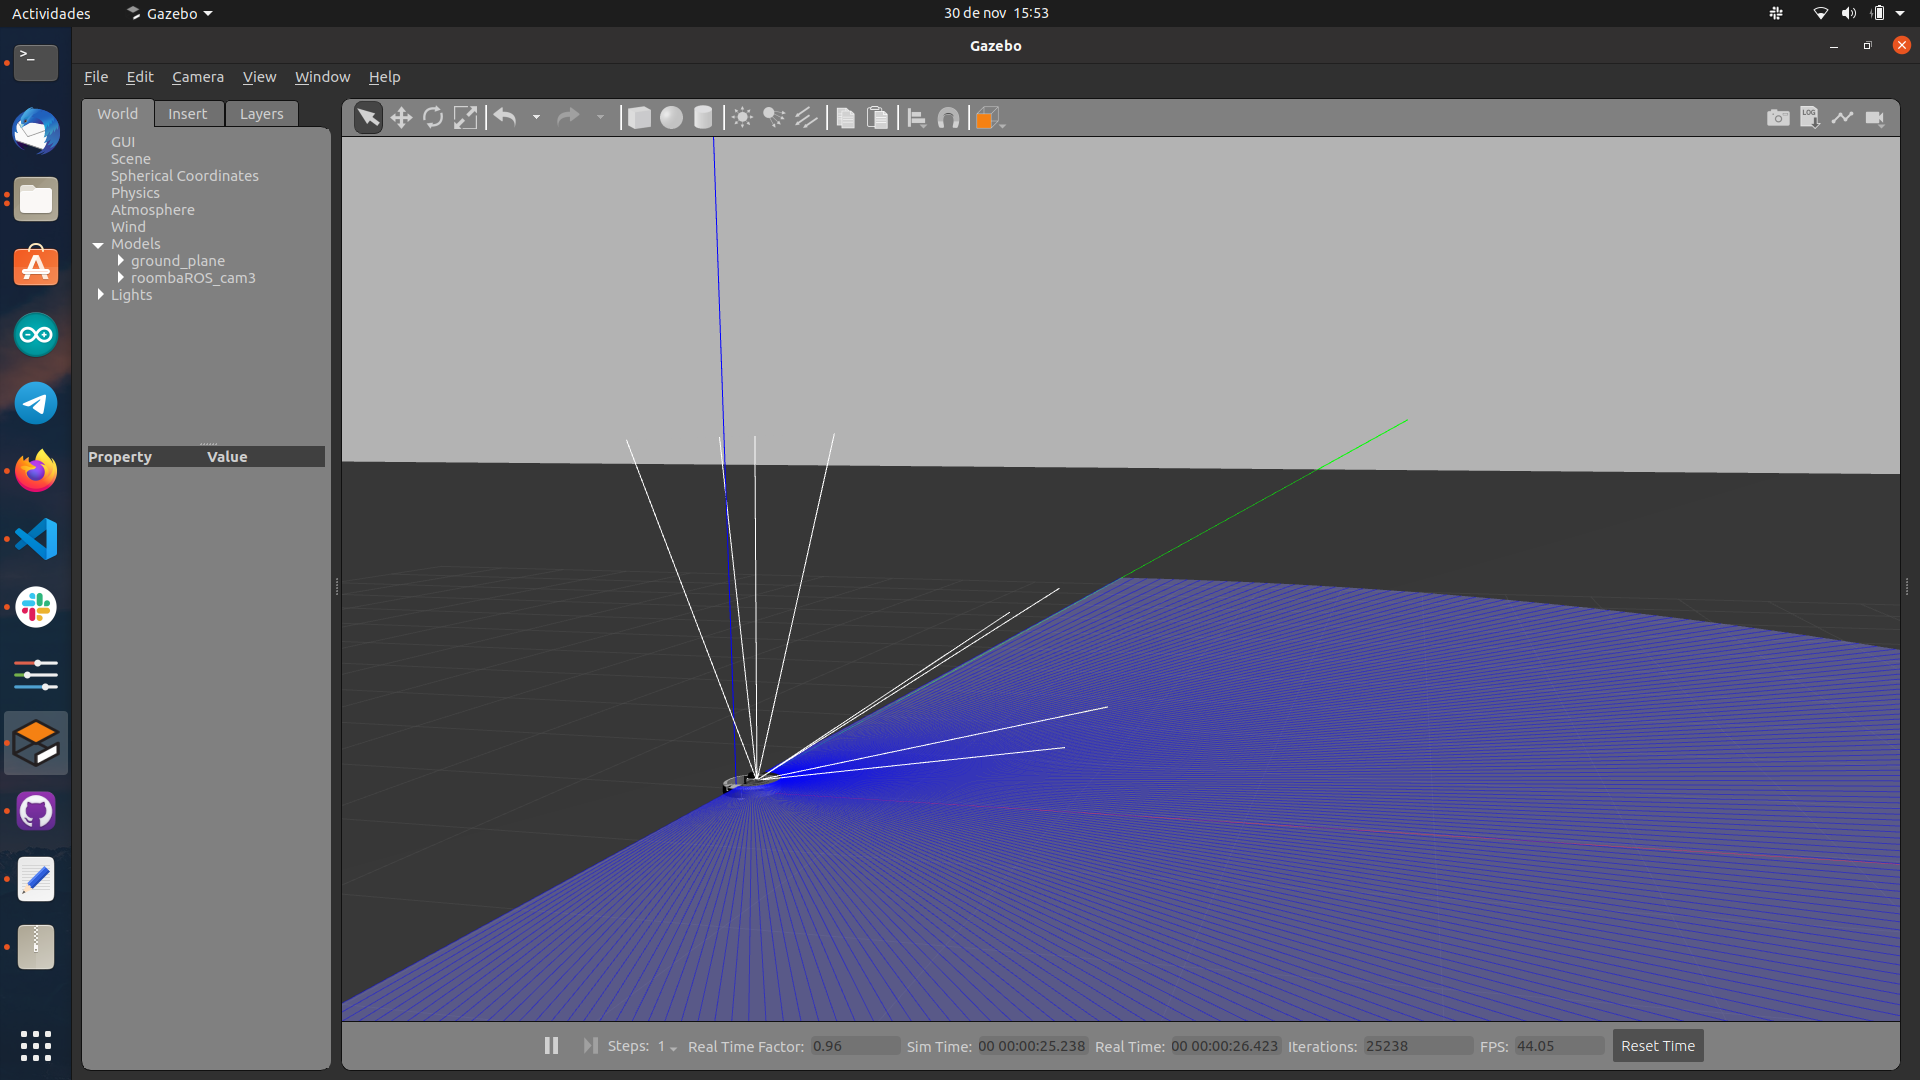 Actividades
Gazebo
30 de nov 15:53
Gazebo
File Edit Camera View Window Help
World Insert Layers
GUI
Scene
Spherical Coordinates
Physics
Atmosphere
Wind
Models
ground_plane
roombaROS_cam3
Lights
Property Value
LOG
Steps: 1 Real Time Factor: 0.96 Sim Time: 00 00:00:25.238 Real Time: 00 00:00:26.423 Iterations: 25238 FPS: 44.05 Reset Time